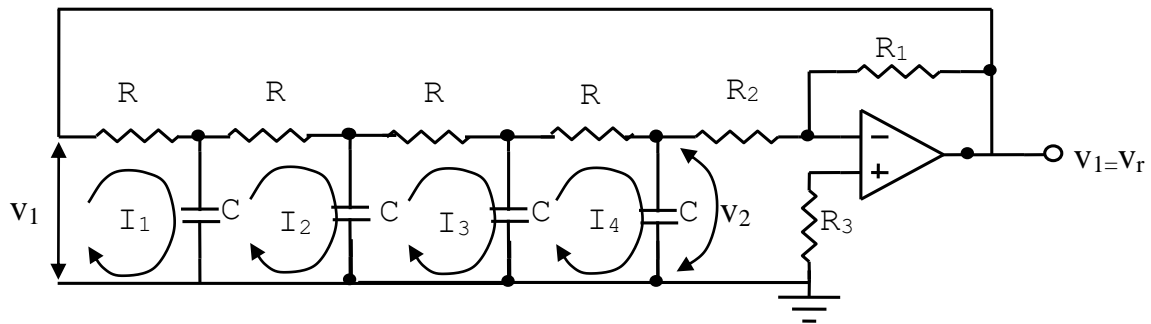 R₁
R R R R R₂
v₁ I₁ C I₂ C I₃ C I₄ C v₂ R₃ − + v₁₌vᵣ